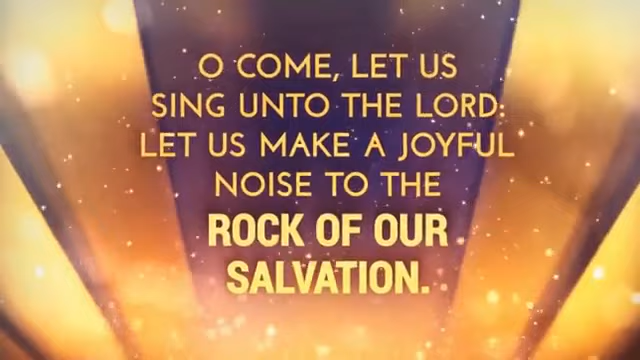 O COME, LET US
SING UNTO THE LORD:
LET US MAKE A JOYFUL
NOISE TO THE
ROCK OF OUR
SALVATION.